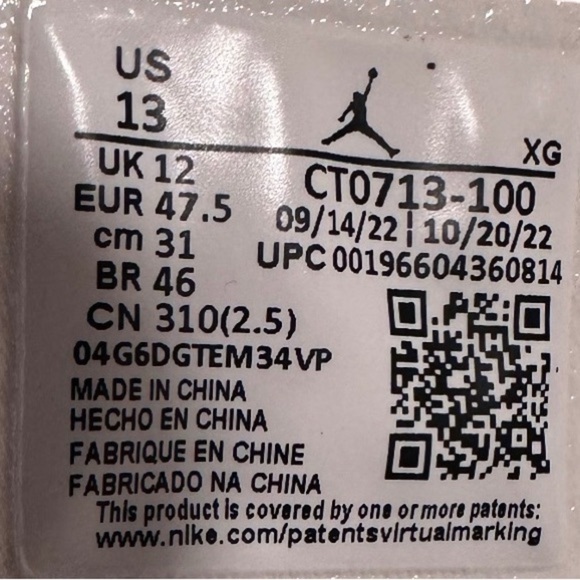 US
13
XG
UK 12
CT0713-100
EUR 47.5
09/14/22 | 10/20/22
cm 31
UPC 00196604360814
BR 46
CN 310(2.5)
04G6DGTEM34VP
MADE IN CHINA
HECHO EN CHINA
FABRIQUE EN CHINE
FABRICADO NA CHINA
This product is covered by one or more patents:
www.nike.com/patentsvirtualmarking